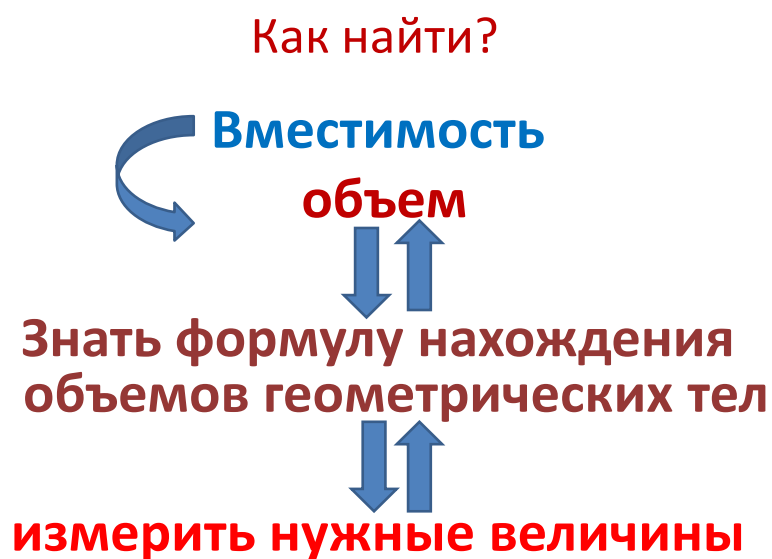 Как найти?
Вместимость
объем
Знать формулу нахождения
объемов геометрических тел
измерить нужные величины